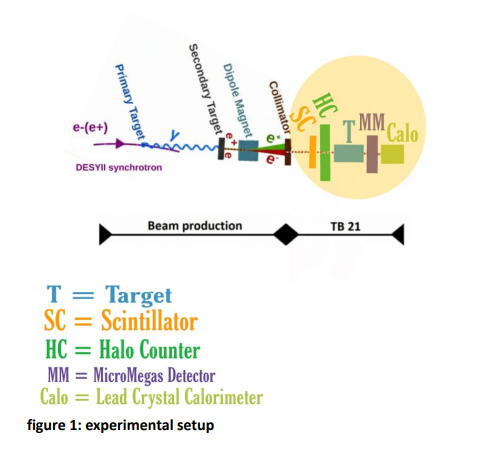 Primary Target
Secondary Target
Dipole Magnet
Collimator
SC
HC
T
MM
Calo
e-(e+)
γ
e+
e-
e+
e-
DESYII synchrotron
Beam production
TB 21
T = Target
SC = Scintillator
HC = Halo Counter
MM = MicroMegas Detector
Calo = Lead Crystal Calorimeter
figure 1: experimental setup